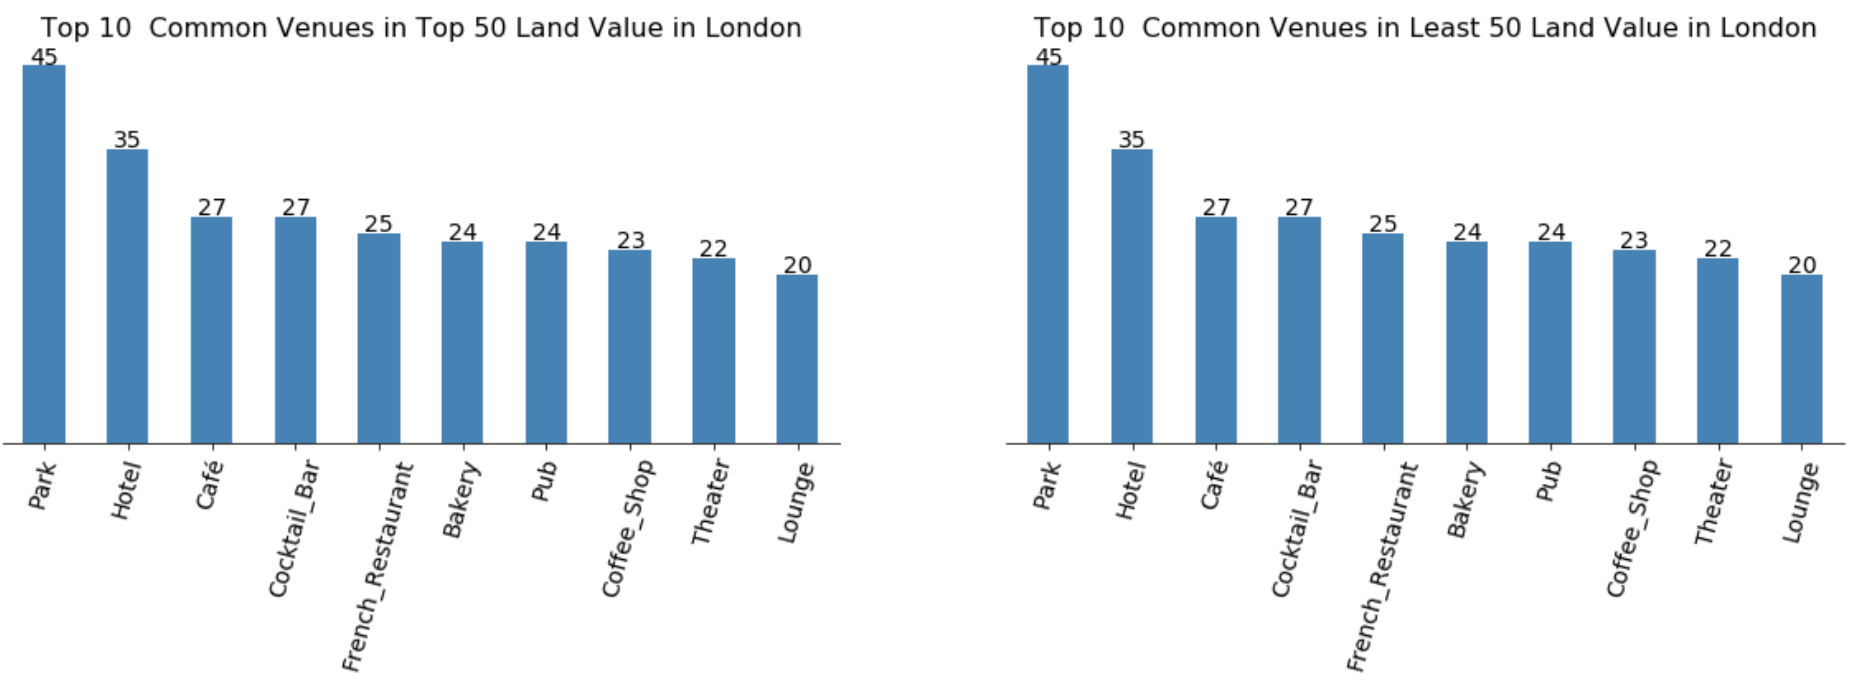 Top 10  Common Venues in Top 50 Land Value in London
45
35
27
27
25
24
24
23
22
20
Park
Hotel
Café
Cocktail_Bar
French_Restaurant
Bakery
Pub
Coffee_Shop
Theater
Lounge
Top 10  Common Venues in Least 50 Land Value in London
45
35
27
27
25
24
24
23
22
20
Park
Hotel
Café
Cocktail_Bar
French_Restaurant
Bakery
Pub
Coffee_Shop
Theater
Lounge